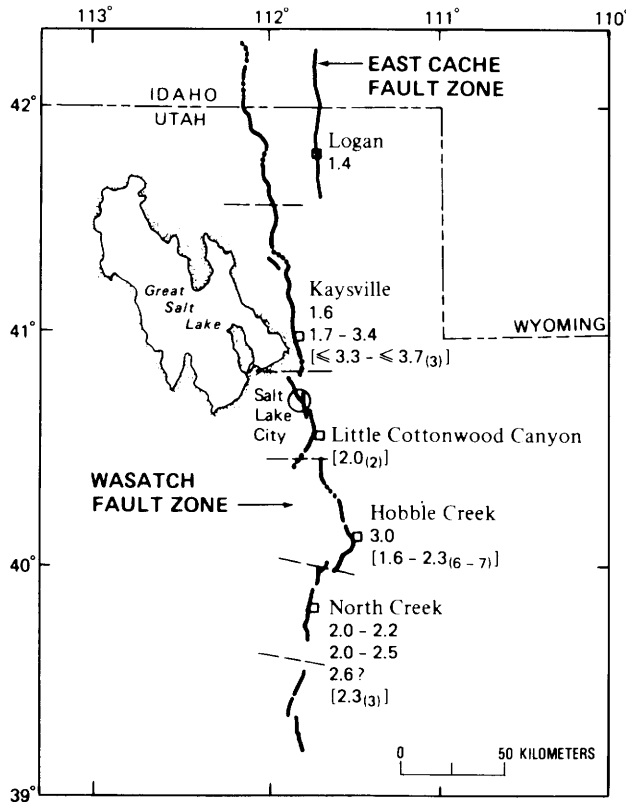 113° 112° 111° 110°
EAST CACHE
FAULT ZONE
42°
IDAHO
UTAH
Logan
1.4
Great
Salt
Lake
Kaysville
1.6
1.7 – 3.4
[≤ 3.3 – ≤ 3.7(3)]
41°
WYOMING
Salt
Lake
City
Little Cottonwood Canyon
[2.0(2)]
WASATCH
FAULT ZONE
Hobble Creek
3.0
[1.6 – 2.3(6 – 7)]
40°
North Creek
2.0 – 2.2
2.0 – 2.5
2.6 ?
[2.3(3)]
0 50 KILOMETERS
39°